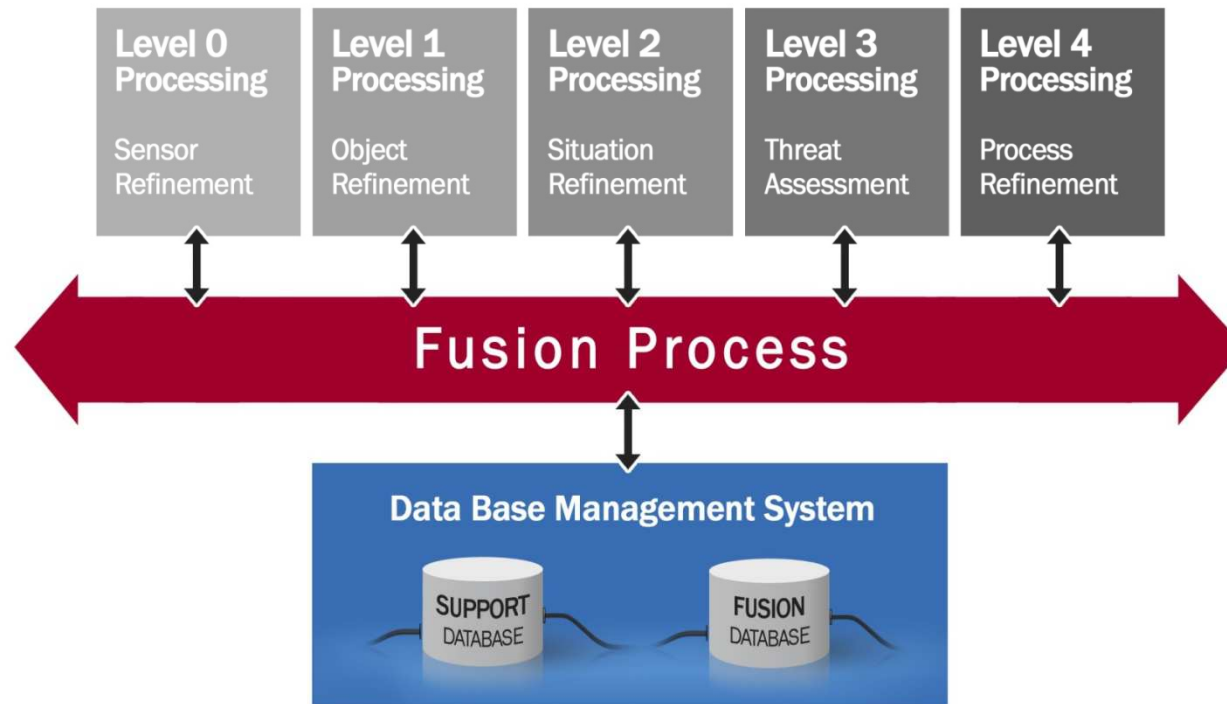 Level 0
Processing
Sensor
Refinement
Level 1
Processing
Object
Refinement
Level 2
Processing
Situation
Refinement
Level 3
Processing
Threat
Assessment
Level 4
Processing
Process
Refinement
Fusion Process
Data Base Management System
SUPPORT
DATABASE
FUSION
DATABASE